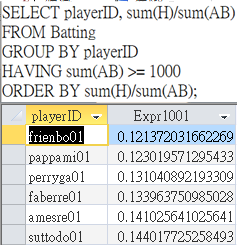 SELECT playerID, sum(H)/sum(AB)
FROM Batting
GROUP BY playerID
HAVING sum(AB) >= 1000
ORDER BY sum(H)/sum(AB);
playerID Expr1001
frienbo01 0.121372031662269
pappami01 0.123019571295433
perryga01 0.131040892193309
faberre01 0.133963750985028
amesre01 0.141025641025641
suttodo01 0.144017725258493